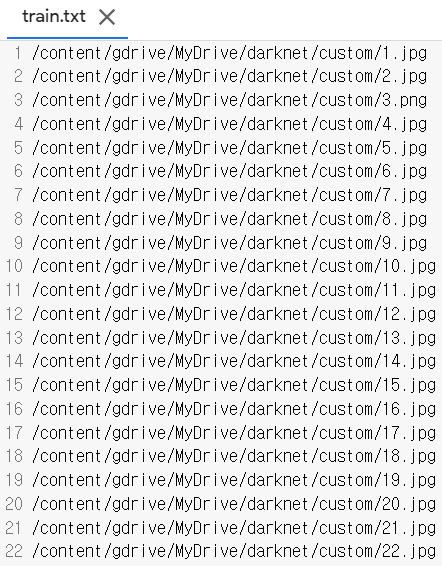 train.txt
1 /content/gdrive/MyDrive/darknet/custom/1.jpg
2 /content/gdrive/MyDrive/darknet/custom/2.jpg
3 /content/gdrive/MyDrive/darknet/custom/3.png
4 /content/gdrive/MyDrive/darknet/custom/4.jpg
5 /content/gdrive/MyDrive/darknet/custom/5.jpg
6 /content/gdrive/MyDrive/darknet/custom/6.jpg
7 /content/gdrive/MyDrive/darknet/custom/7.jpg
8 /content/gdrive/MyDrive/darknet/custom/8.jpg
9 /content/gdrive/MyDrive/darknet/custom/9.jpg
10 /content/gdrive/MyDrive/darknet/custom/10.jpg
11 /content/gdrive/MyDrive/darknet/custom/11.jpg
12 /content/gdrive/MyDrive/darknet/custom/12.jpg
13 /content/gdrive/MyDrive/darknet/custom/13.jpg
14 /content/gdrive/MyDrive/darknet/custom/14.jpg
15 /content/gdrive/MyDrive/darknet/custom/15.jpg
16 /content/gdrive/MyDrive/darknet/custom/16.jpg
17 /content/gdrive/MyDrive/darknet/custom/17.jpg
18 /content/gdrive/MyDrive/darknet/custom/18.jpg
19 /content/gdrive/MyDrive/darknet/custom/19.jpg
20 /content/gdrive/MyDrive/darknet/custom/20.jpg
21 /content/gdrive/MyDrive/darknet/custom/21.jpg
22 /content/gdrive/MyDrive/darknet/custom/22.jpg